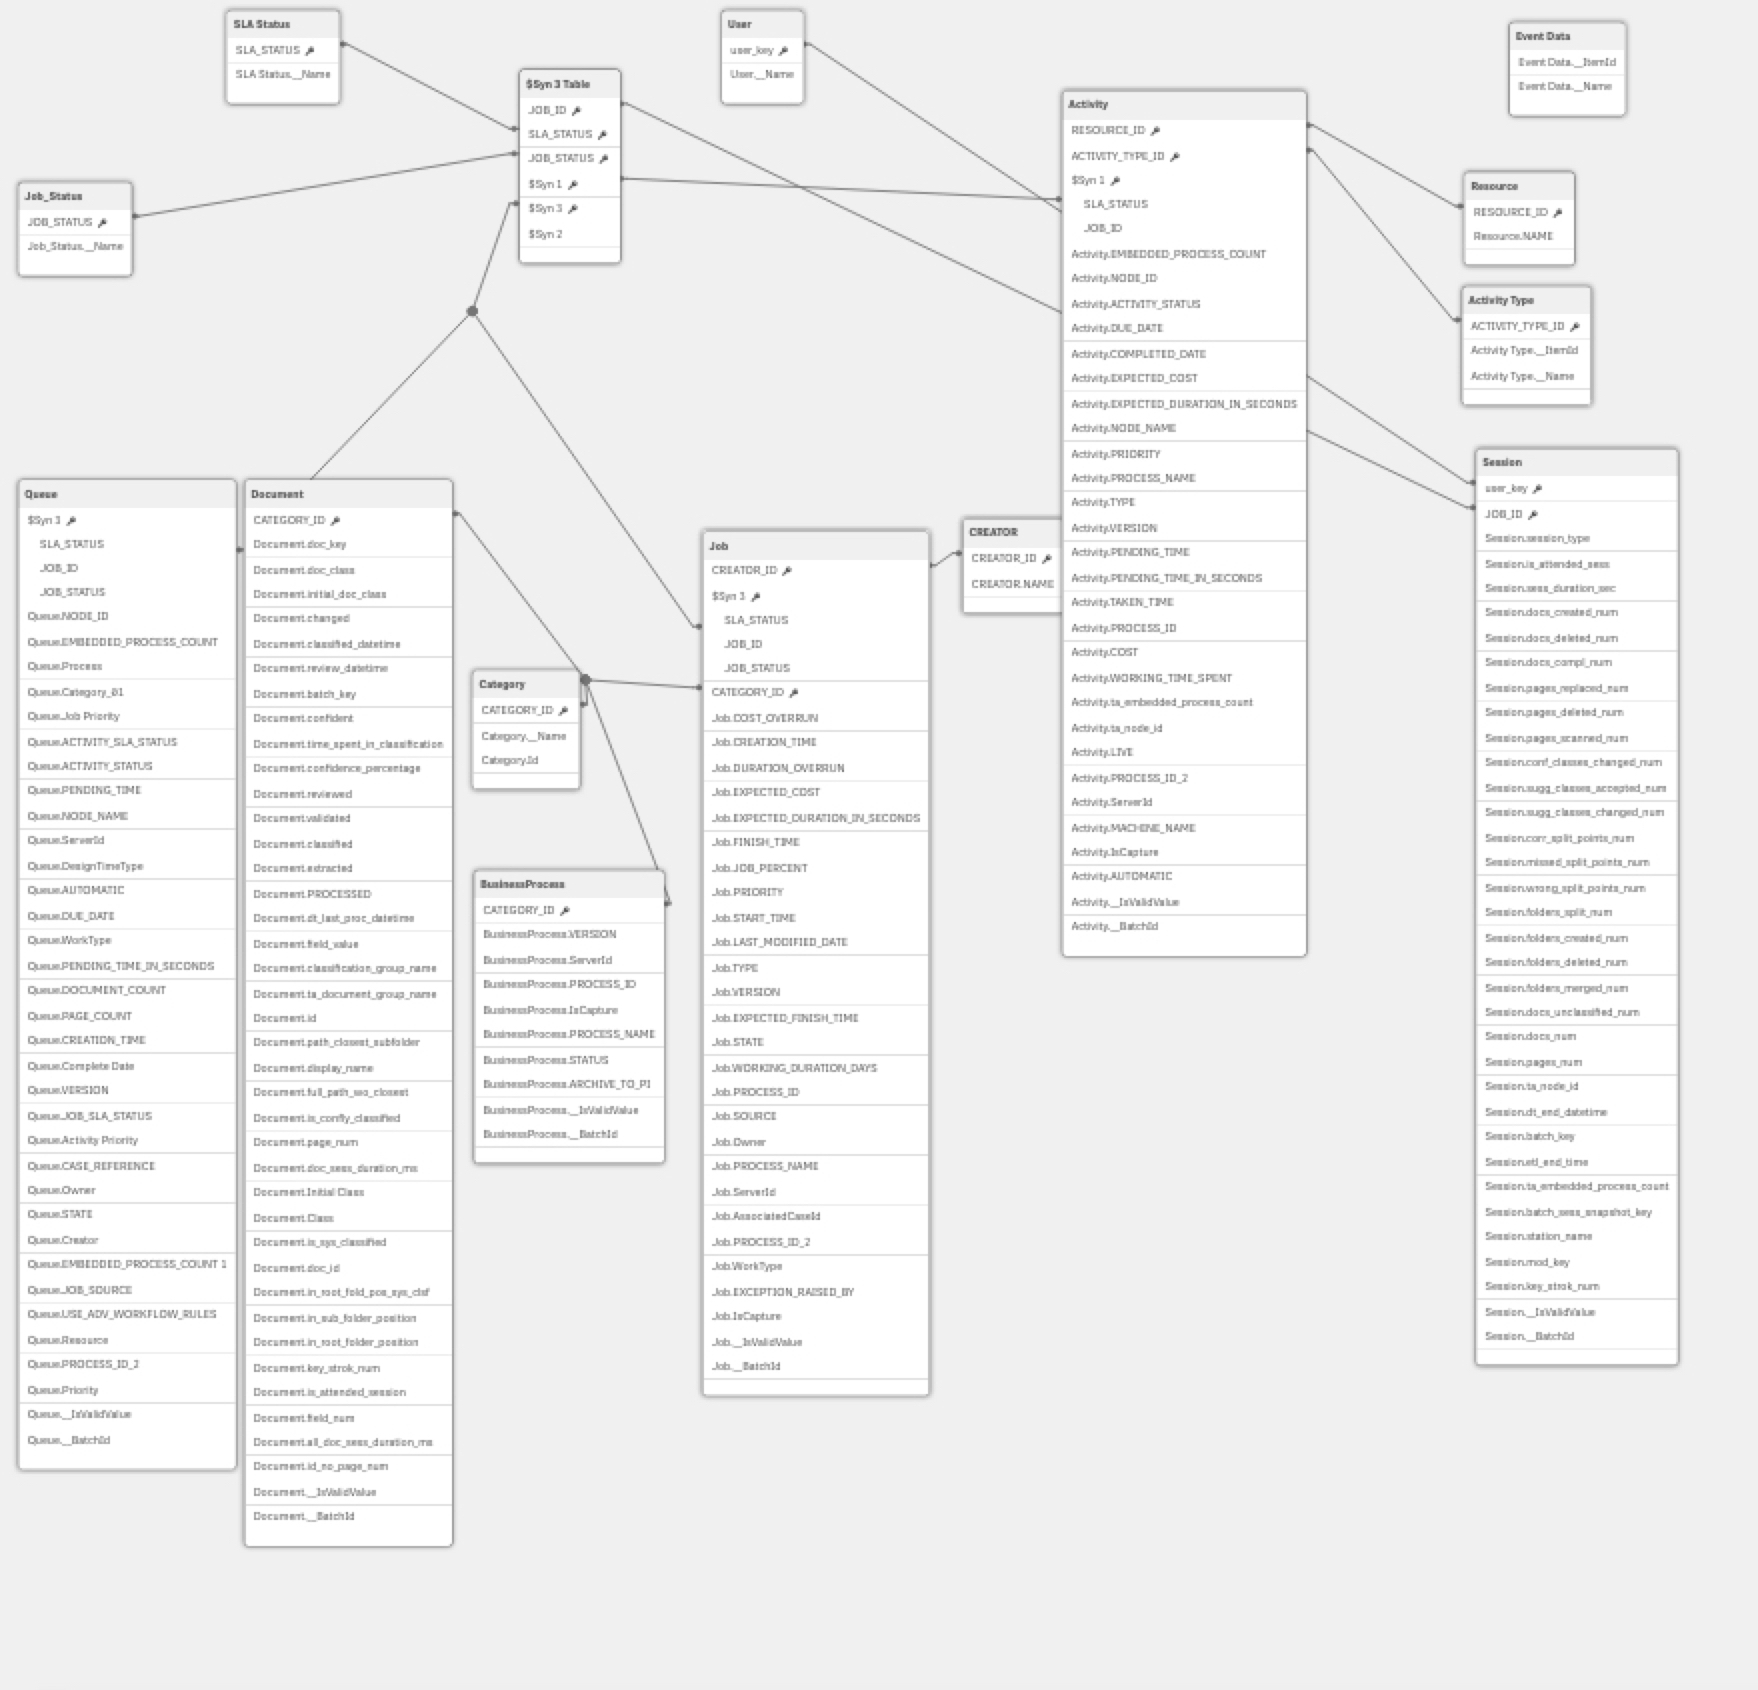 SLA Status
SLA_STATUS
SLA Status.__Name
User
user_key
User.__Name
Event Data
Event Data.__ItemId
Event Data.__Name
$Syn 3 Table
JOB_ID
SLA_STATUS
JOB_STATUS
$Syn 1
$Syn 3
$Syn 2
Job_Status
JOB_STATUS
Job_Status.__Name
Activity
RESOURCE_ID
ACTIVITY_TYPE_ID
$Syn 1
SLA_STATUS
JOB_ID
Activity.EMBEDDED_PROCESS_COUNT
Activity.NODE_ID
Activity.ACTIVITY_STATUS
Activity.DUE_DATE
Activity.COMPLETED_DATE
Activity.EXPECTED_COST
Activity.EXPECTED_DURATION_IN_SECONDS
Activity.NODE_NAME
Activity.PRIORITY
Activity.PROCESS_NAME
Activity.TYPE
Activity.VERSION
Activity.PENDING_TIME
Activity.PENDING_TIME_IN_SECONDS
Activity.TAKEN_TIME
Activity.PROCESS_ID
Activity.COST
Activity.WORKING_TIME_SPENT
Activity.ta_embedded_process_count
Activity.ta_node_id
Activity.LIVE
Activity.PROCESS_ID_2
Activity.ServerId
Activity.MACHINE_NAME
Activity.IsCapture
Activity.AUTOMATIC
Activity.__IsValidValue
Activity.__BatchId
Resource
RESOURCE_ID
Resource.NAME
Activity Type
ACTIVITY_TYPE_ID
Activity Type.__ItemId
Activity Type.__Name
Queue
$Syn 3
SLA_STATUS
JOB_ID
JOB_STATUS
Queue.NODE_ID
Queue.EMBEDDED_PROCESS_COUNT
Queue.Process
Queue.Category_01
Queue.Job Priority
Queue.ACTIVITY_SLA_STATUS
Queue.ACTIVITY_STATUS
Queue.PENDING_TIME
Queue.NODE_NAME
Queue.ServerId
Queue.DesignTimeType
Queue.AUTOMATIC
Queue.DUE_DATE
Queue.WorkType
Queue.PENDING_TIME_IN_SECONDS
Queue.DOCUMENT_COUNT
Queue.PAGE_COUNT
Queue.CREATION_TIME
Queue.Complete Date
Queue.VERSION
Queue.JOB_SLA_STATUS
Queue.Activity Priority
Queue.CASE_REFERENCE
Queue.Owner
Queue.STATE
Queue.Creator
Queue.EMBEDDED_PROCESS_COUNT 1
Queue.JOB_SOURCE
Queue.USE_ADV_WORKFLOW_RULES
Queue.Resource
Queue.PROCESS_ID_2
Queue.Priority
Queue.__IsValidValue
Queue.__BatchId
Document
CATEGORY_ID
Document.doc_key
Document.doc_class
Document.initial_doc_class
Document.changed
Document.classified_datetime
Document.review_datetime
Document.batch_key
Document.confident
Document.time_spent_in_classification
Document.confidence_percentage
Document.reviewed
Document.validated
Document.classified
Document.extracted
Document.PROCESSED
Document.dt_last_proc_datetime
Document.field_value
Document.classification_group_name
Document.ta_document_group_name
Document.id
Document.path_closest_subfolder
Document.display_name
Document.full_path_wo_closest
Document.is_confly_classified
Document.page_num
Document.doc_sess_duration_ms
Document.Initial Class
Document.Class
Document.is_sys_classified
Document.doc_id
Document.in_root_fold_pos_sys_clsf
Document.in_sub_folder_position
Document.in_root_folder_position
Document.key_strok_num
Document.is_attended_session
Document.field_num
Document.all_doc_sess_duration_ms
Document.id_no_page_num
Document.__IsValidValue
Document.__BatchId
Category
CATEGORY_ID
Category.__Name
Category.Id
BusinessProcess
CATEGORY_ID
BusinessProcess.VERSION
BusinessProcess.ServerId
BusinessProcess.PROCESS_ID
BusinessProcess.IsCapture
BusinessProcess.PROCESS_NAME
BusinessProcess.STATUS
BusinessProcess.ARCHIVE_TO_PI
BusinessProcess.__IsValidValue
BusinessProcess.__BatchId
Job
CREATOR_ID
$Syn 3
SLA_STATUS
JOB_ID
JOB_STATUS
CATEGORY_ID
Job.COST_OVERRUN
Job.CREATION_TIME
Job.DURATION_OVERRUN
Job.EXPECTED_COST
Job.EXPECTED_DURATION_IN_SECONDS
Job.FINISH_TIME
Job.JOB_PERCENT
Job.PRIORITY
Job.START_TIME
Job.LAST_MODIFIED_DATE
Job.TYPE
Job.VERSION
Job.EXPECTED_FINISH_TIME
Job.STATE
Job.WORKING_DURATION_DAYS
Job.PROCESS_ID
Job.SOURCE
Job.Owner
Job.PROCESS_NAME
Job.ServerId
Job.AssociatedCaseId
Job.PROCESS_ID_2
Job.WorkType
Job.EXCEPTION_RAISED_BY
Job.IsCapture
Job.__IsValidValue
Job.__BatchId
CREATOR
CREATOR_ID
CREATOR.NAME
Session
user_key
JOB_ID
Session.session_type
Session.is_attended_sess
Session.sess_duration_sec
Session.docs_created_num
Session.docs_deleted_num
Session.docs_compl_num
Session.pages_replaced_num
Session.pages_deleted_num
Session.pages_scanned_num
Session.conf_classes_changed_num
Session.sugg_classes_accepted_num
Session.sugg_classes_changed_num
Session.corr_split_points_num
Session.missed_split_points_num
Session.wrong_split_points_num
Session.folders_split_num
Session.folders_created_num
Session.folders_deleted_num
Session.folders_merged_num
Session.docs_unclassified_num
Session.docs_num
Session.pages_num
Session.ta_node_id
Session.dt_end_datetime
Session.batch_key
Session.etl_end_time
Session.ta_embedded_process_count
Session.batch_sess_snapshot_key
Session.station_name
Session.mod_key
Session.key_strok_num
Session.__IsValidValue
Session.__BatchId